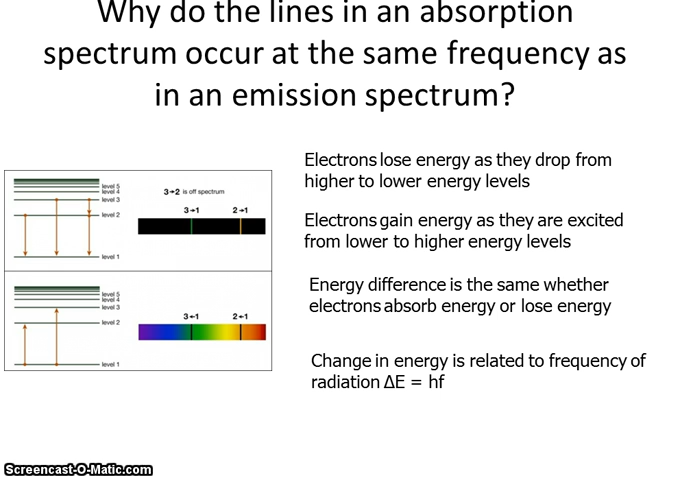 Why do the lines in an absorption
spectrum occur at the same frequency as
in an emission spectrum?
level 5
level 4
level 3
level 2
level 1
3→2 is off spectrum
3→1 2→1
level 5
level 4
level 3
level 2
level 1
3←1 2←1
Electrons lose energy as they drop from
higher to lower energy levels
Electrons gain energy as they are excited
from lower to higher energy levels
Energy difference is the same whether
electrons absorb energy or lose energy
Change in energy is related to frequency of
radiation ΔE = hf
Screencast-O-Matic.com